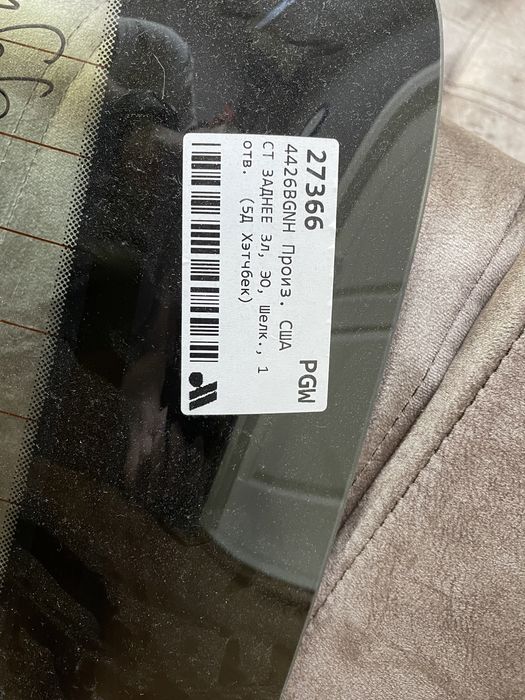 27366 PGW
4426BGNH Произ. США
СТ ЗАДНЕЕ Зл, ЭО, Шелк., 1
отв. (5Д Хэтчбек)